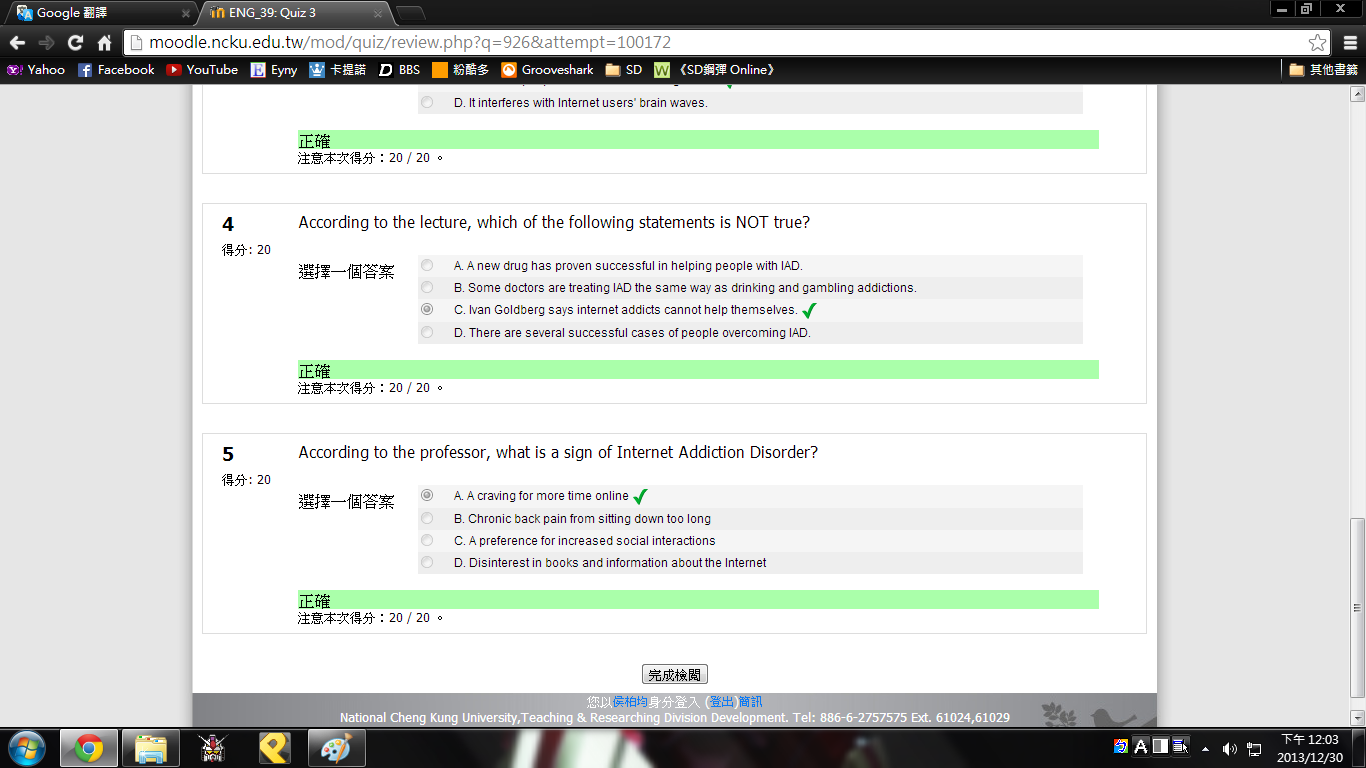 Google 翻譯
ENG_39: Quiz 3
moodle.ncku.edu.tw/mod/quiz/review.php?q=926&attempt=100172
Yahoo Facebook YouTube Eyny 卡提諾 BBS 粉酷多 Grooveshark SD 《SD鋼彈 Online》 其他書籤
D. It interferes with Internet users' brain waves.
正確
注意本次得分：20 / 20 。
4
According to the lecture, which of the following statements is NOT true?
得分: 20
選擇一個答案
A. A new drug has proven successful in helping people with IAD.
B. Some doctors are treating IAD the same way as drinking and gambling addictions.
C. Ivan Goldberg says internet addicts cannot help themselves.
D. There are several successful cases of people overcoming IAD.
正確
注意本次得分：20 / 20 。
5
According to the professor, what is a sign of Internet Addiction Disorder?
得分: 20
選擇一個答案
A. A craving for more time online
B. Chronic back pain from sitting down too long
C. A preference for increased social interactions
D. Disinterest in books and information about the Internet
正確
注意本次得分：20 / 20 。
完成檢閱
您以侯柏均身分登入 (登出)簡訊
National Cheng Kung University,Teaching & Researching Division Development. Tel: 886-6-2757575 Ext. 61024,61029
下午 12:03
2013/12/30